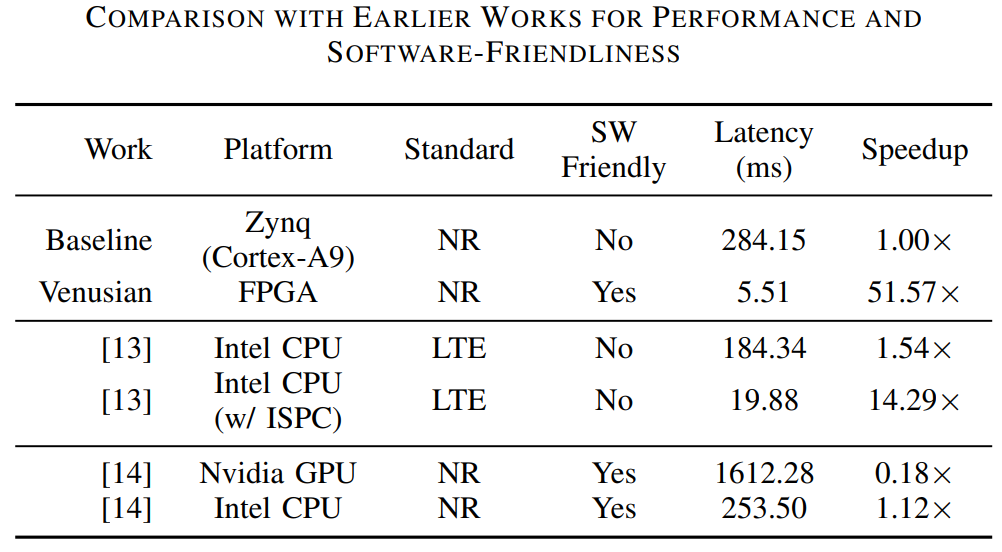 COMPARISON WITH EARLIER WORKS FOR PERFORMANCE AND
SOFTWARE-FRIENDLINESS
Work Platform Standard SW Friendly Latency (ms) Speedup
Baseline Zynq (Cortex-A9) NR No 284.15 1.00×
Venusian FPGA NR Yes 5.51 51.57×
[13] Intel CPU LTE No 184.34 1.54×
[13] Intel CPU (w/ ISPC) LTE No 19.88 14.29×
[14] Nvidia GPU NR Yes 1612.28 0.18×
[14] Intel CPU NR Yes 253.50 1.12×